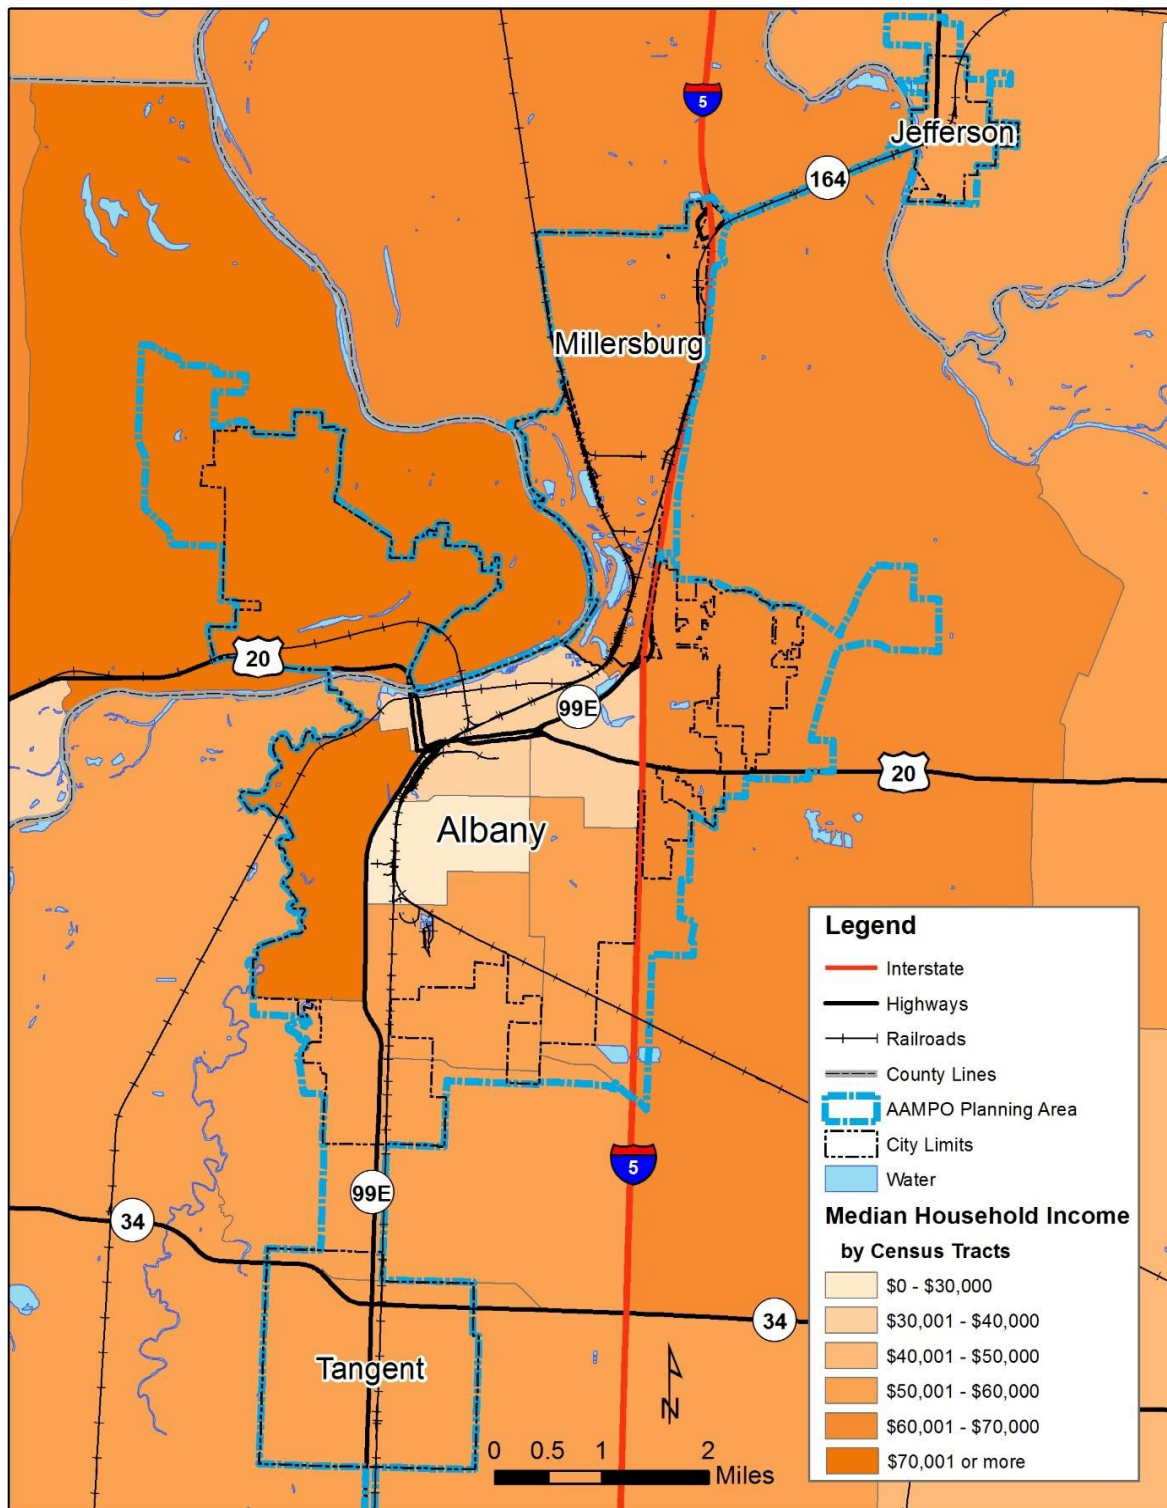 5
Jefferson
164
Millersburg
20
99E
20
Albany
5
99E
34
34
Tangent
N
0 0.5 1 2
Miles
Legend
Interstate
Highways
Railroads
County Lines
AAMPO Planning Area
City Limits
Water
Median Household Income
by Census Tracts
$0 - $30,000
$30,001 - $40,000
$40,001 - $50,000
$50,001 - $60,000
$60,001 - $70,000
$70,001 or more